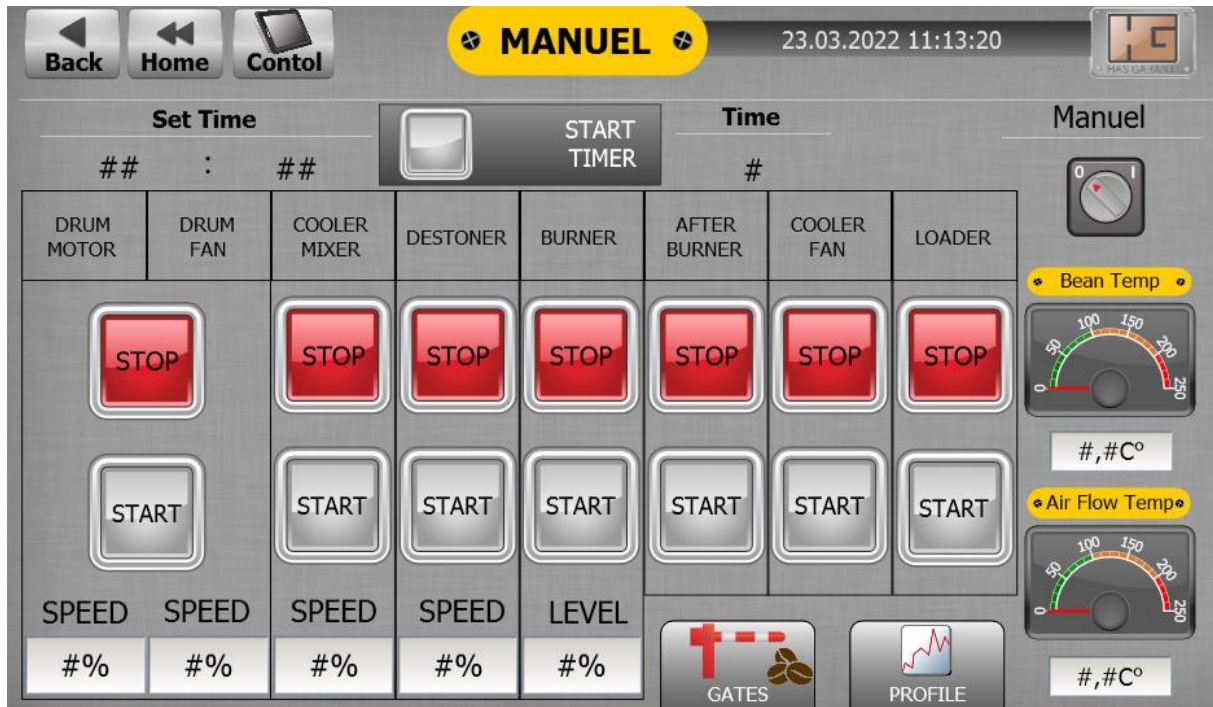 Back
Home
Contol
MANUEL
23.03.2022 11:13:20
HAS GARANTI
Set Time
START
TIMER
Time
Manuel
## : ##
#
0 I
DRUM
MOTOR
DRUM
FAN
COOLER
MIXER
DESTONER
BURNER
AFTER
BURNER
COOLER
FAN
LOADER
Bean Temp
0 50 100 150 200 250
STOP
STOP
STOP
STOP
STOP
STOP
STOP
#,#C°
START
START
START
START
START
START
START
Air Flow Temp
0 50 100 150 200 250
SPEED
SPEED
SPEED
SPEED
LEVEL
#%
#%
#%
#%
#%
GATES
PROFILE
#,#C°